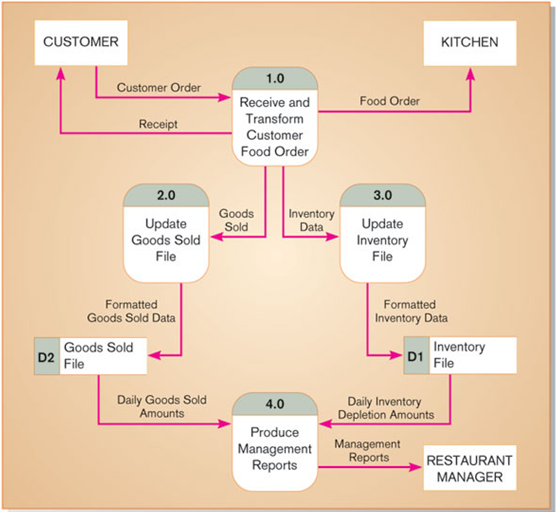 CUSTOMER
KITCHEN
Customer Order
1.0
Receive and
Transform
Customer
Food Order
Food Order
Receipt
2.0
Update
Goods Sold
File
Goods
Sold
Inventory
Data
3.0
Update
Inventory
File
Formatted
Goods Sold Data
Formatted
Inventory Data
D2
Goods Sold
File
D1
Inventory
File
Daily Goods Sold
Amounts
4.0
Produce
Management
Reports
Daily Inventory
Depletion Amounts
Management
Reports
RESTAURANT
MANAGER